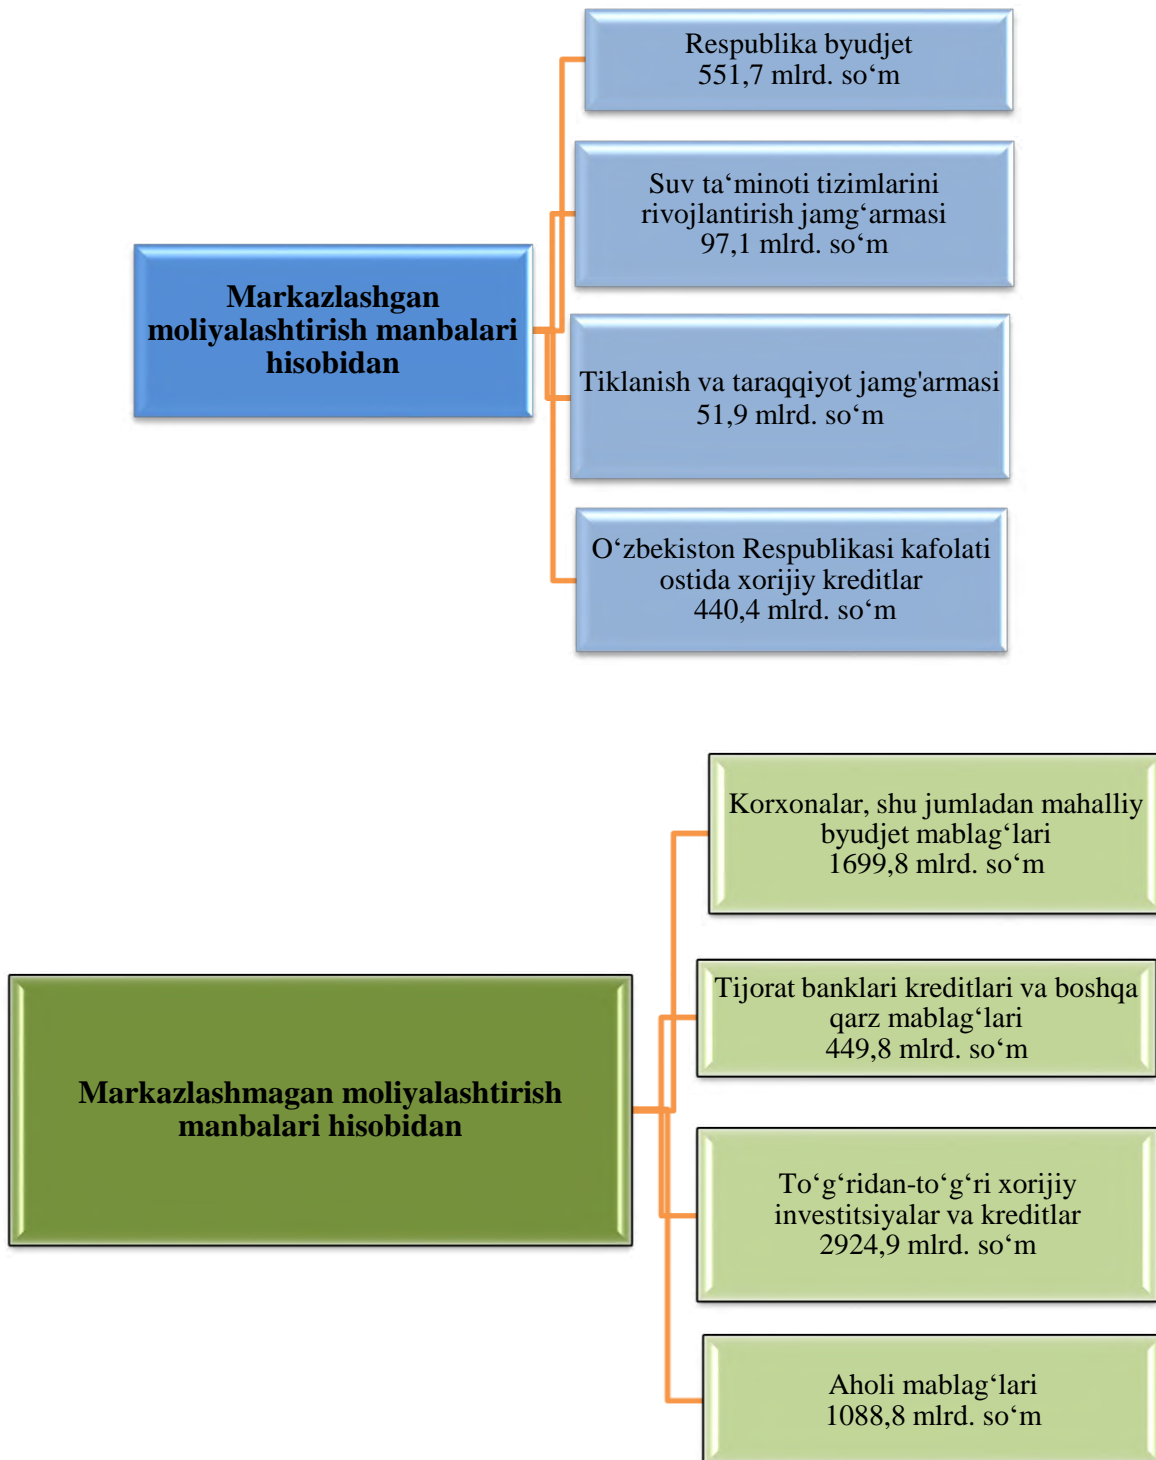 Respublika byudjet
551,7 mlrd. so‘m
Suv ta‘minoti tizimlarini
rivojlantirish jamg‘armasi
97,1 mlrd. so‘m
Markazlashgan
moliyalashtirish manbalari
hisobidan
Tiklanish va taraqqiyot jamg'armasi
51,9 mlrd. so‘m
O‘zbekiston Respublikasi kafolati
ostida xorijiy kreditlar
440,4 mlrd. so‘m
Korxonalar, shu jumladan mahalliy
byudjet mablag‘lari
1699,8 mlrd. so‘m
Tijorat banklari kreditlari va boshqa
qarz mablag‘lari
449,8 mlrd. so‘m
Markazlashmagan moliyalashtirish
manbalari hisobidan
To‘g‘ridan-to‘g‘ri xorijiy
investitsiyalar va kreditlar
2924,9 mlrd. so‘m
Aholi mablag‘lari
1088,8 mlrd. so‘m